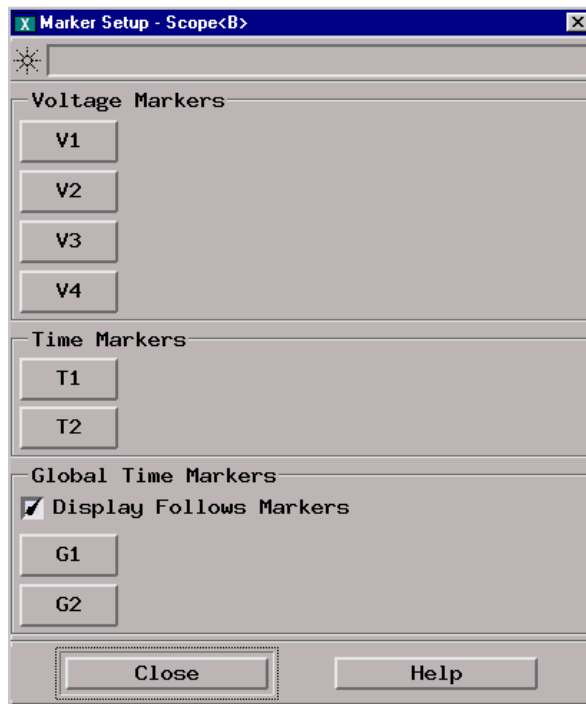 X Marker Setup - Scope<B>
Voltage Markers
V1
V2
V3
V4
Time Markers
T1
T2
Global Time Markers
Display Follows Markers
G1
G2
Close Help